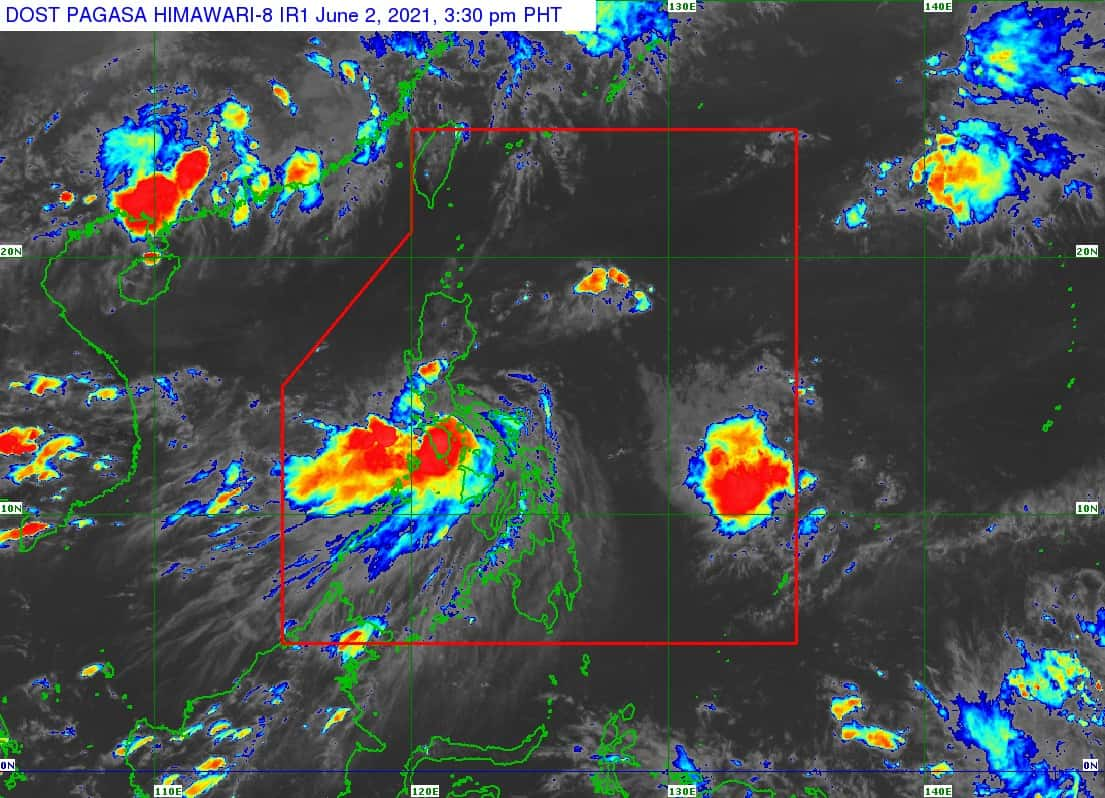 DOST PAGASA HIMAWARI-8 IR1 June 2, 2021, 3:30 pm PHT
130E 140E
20N 20N
10N 10N
0N 0N
110E 120E 130E 140E